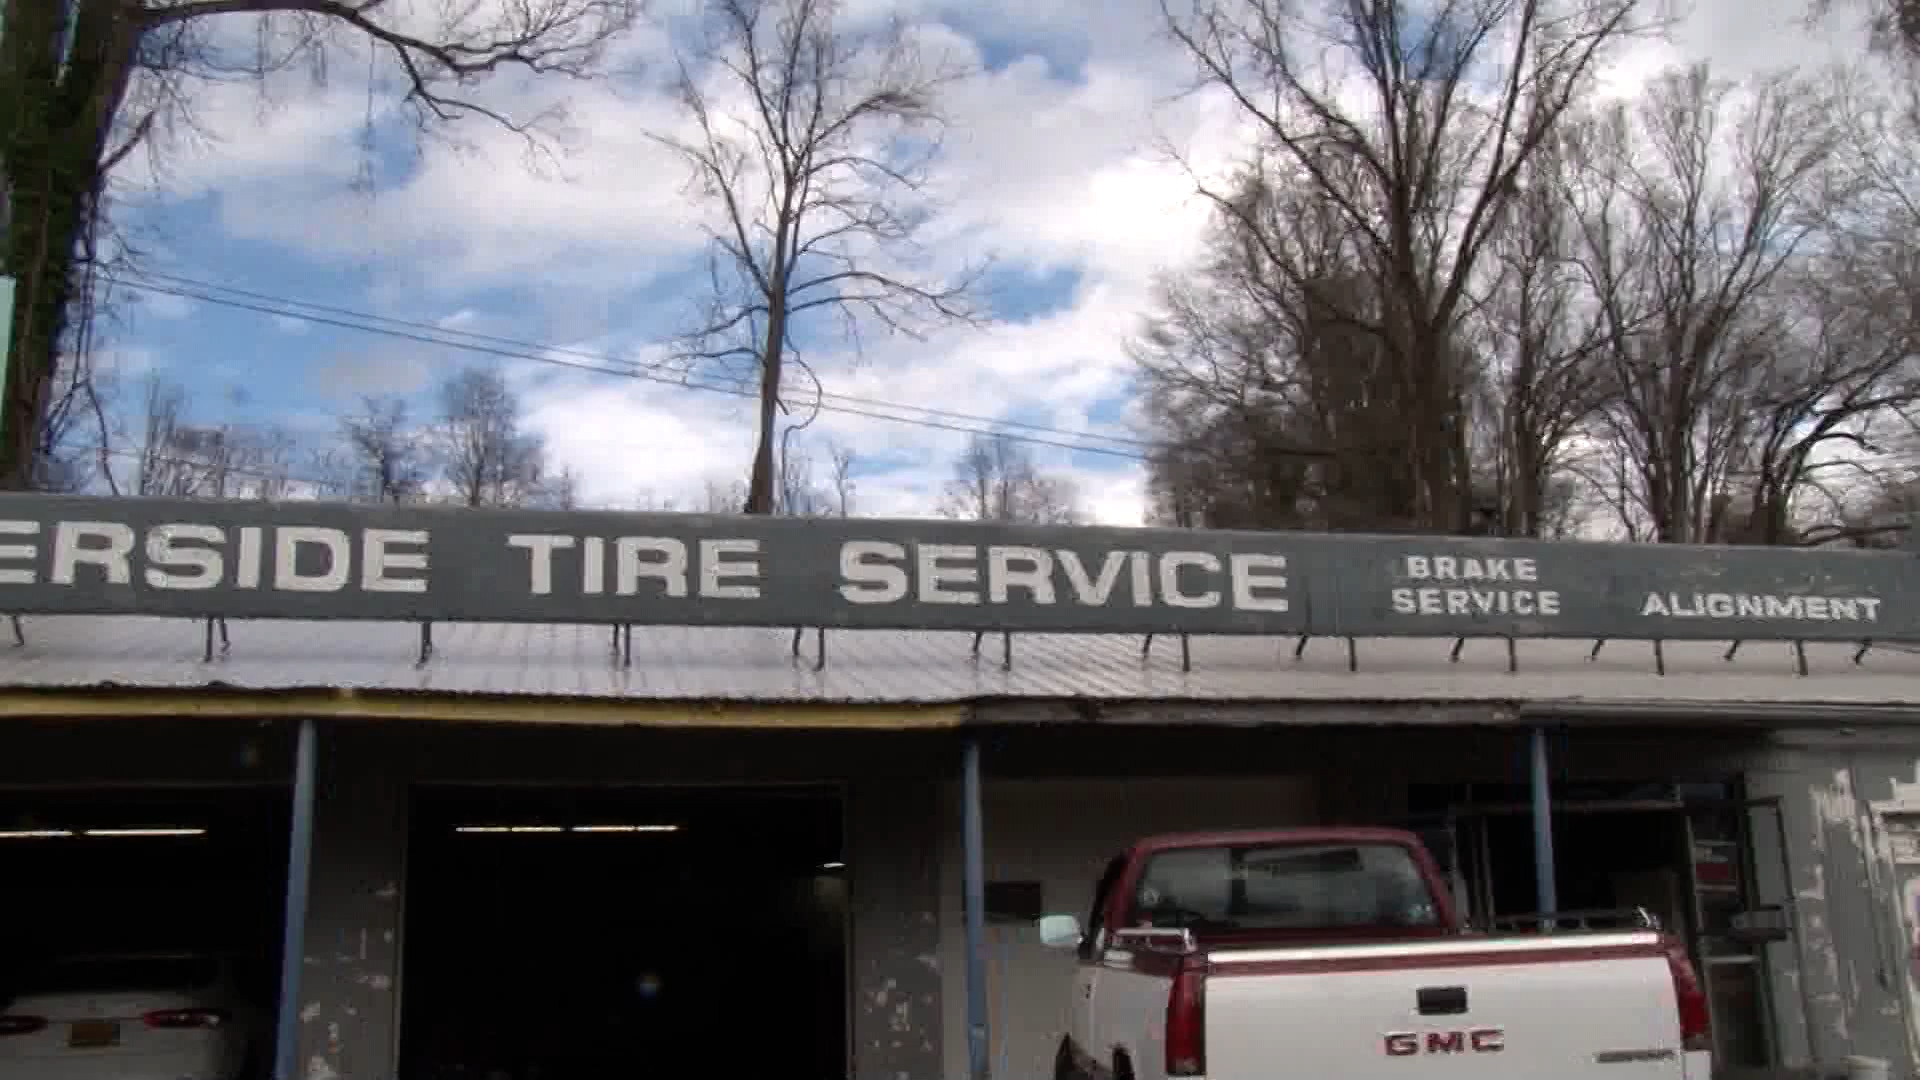 ERSIDE TIRE SERVICE
BRAKE
SERVICE
ALIGNMENT
GMC